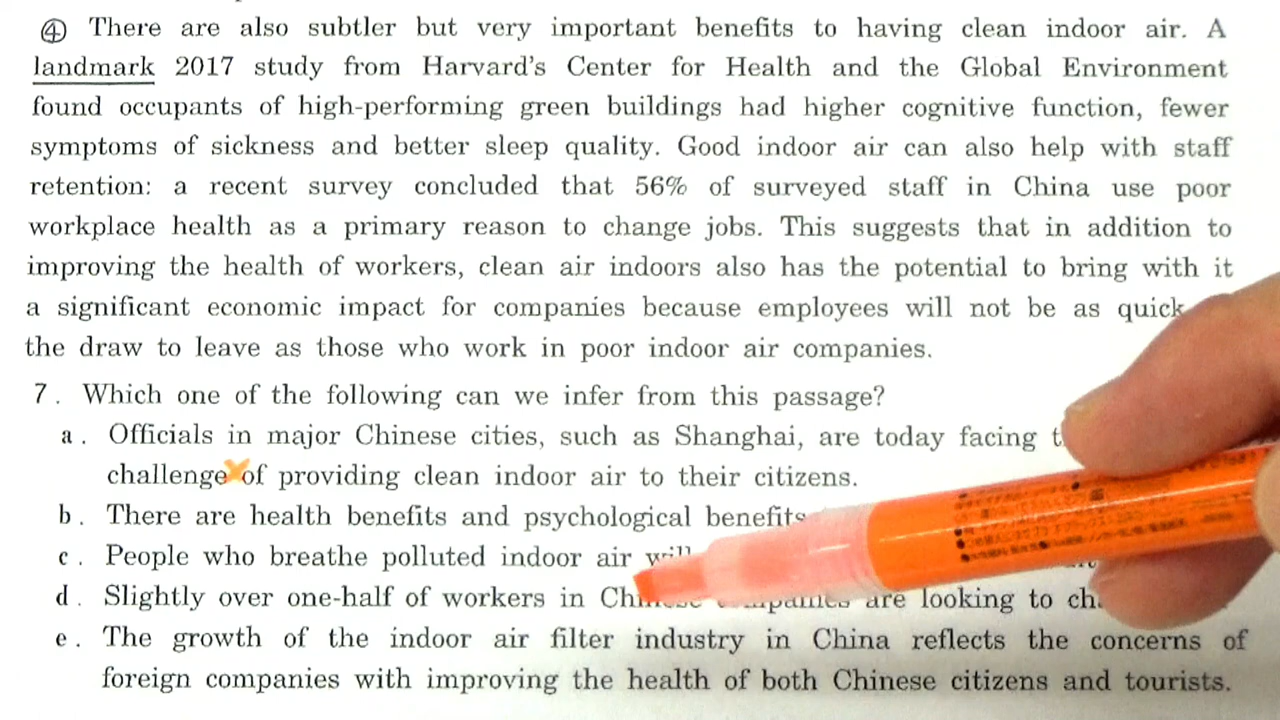 ④ There are also subtler but very important benefits to having clean indoor air. A
landmark 2017 study from Harvard's Center for Health and the Global Environment
found occupants of high-performing green buildings had higher cognitive function, fewer
symptoms of sickness and better sleep quality. Good indoor air can also help with staff
retention: a recent survey concluded that 56% of surveyed staff in China use poor
workplace health as a primary reason to change jobs. This suggests that in addition to
improving the health of workers, clean air indoors also has the potential to bring with it
a significant economic impact for companies because employees will not be as quick
the draw to leave as those who work in poor indoor air companies.
7. Which one of the following can we infer from this passage?
a. Officials in major Chinese cities, such as Shanghai, are today facing
challenge of providing clean indoor air to their citizens.
b. There are health benefits and psychological benefits
c. People who breathe polluted indoor air will
d. Slightly over one-half of workers in Chinese companies are looking to
e. The growth of the indoor air filter industry in China reflects the concerns of
foreign companies with improving the health of both Chinese citizens and tourists.